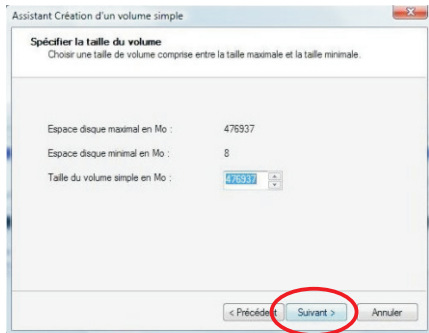 Assistant Création d'un volume simple
Spécifier la taille du volume
Choisir une taille de volume comprise entre la taille maximale et la taille minimale.
Espace disque maximal en Mo : 476937
Espace disque minimal en Mo : 8
Taille du volume simple en Mo : 476937
< Précédent Suivant > Annuler